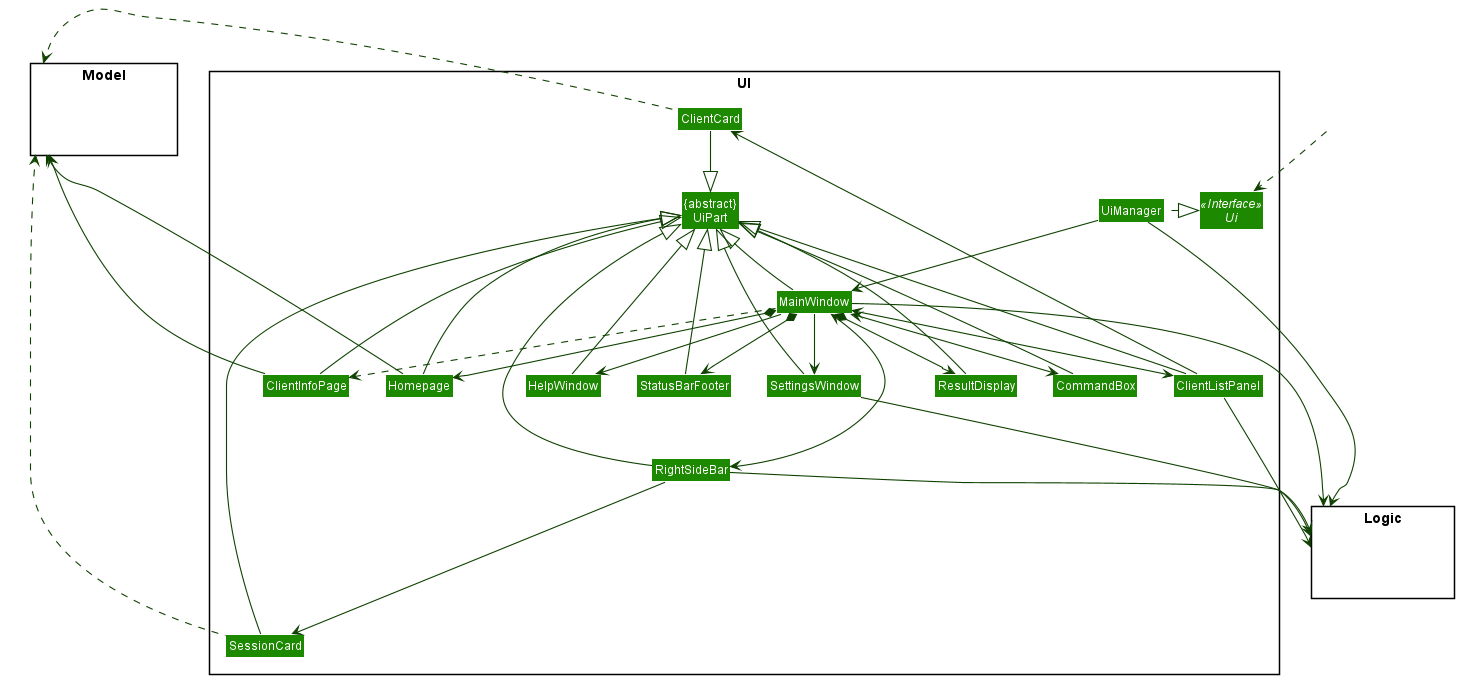 Model
UI
ClientCard
{abstract}
UiPart
UiManager
«Interface»
Ui
MainWindow
ClientInfoPage
Homepage
HelpWindow
StatusBarFooter
SettingsWindow
ResultDisplay
CommandBox
ClientListPanel
RightSideBar
Logic
SessionCard